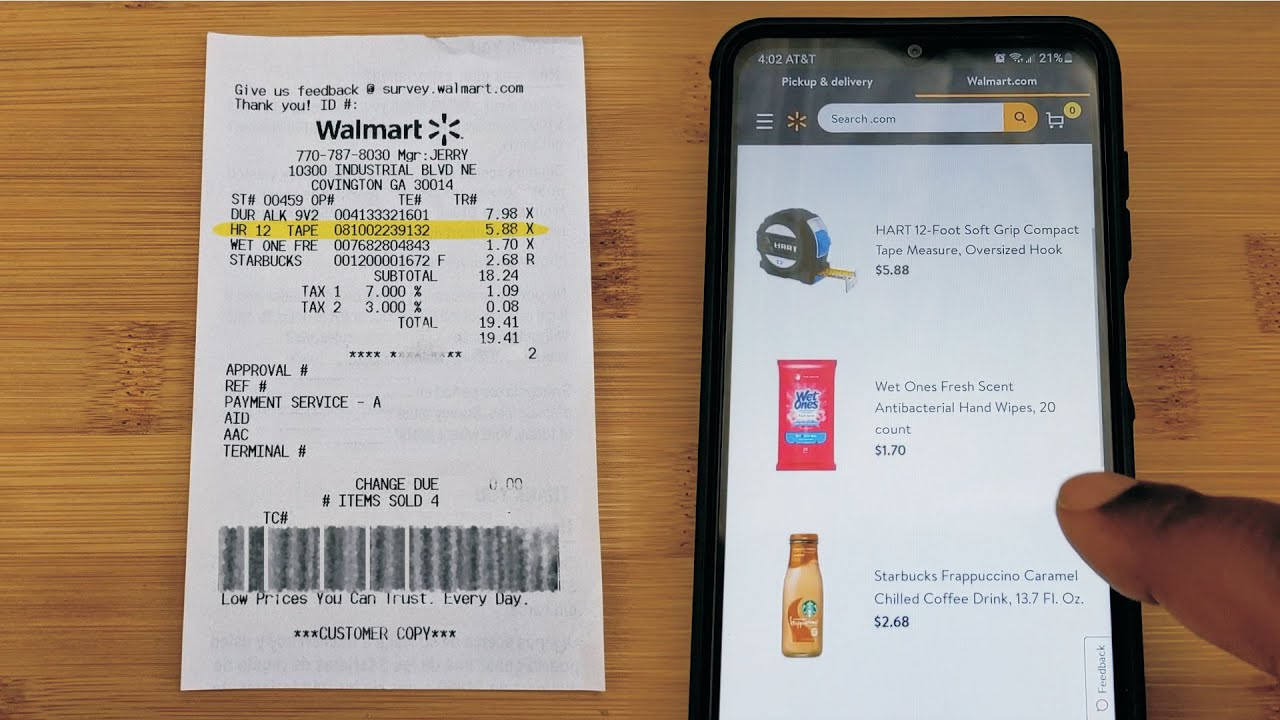 Give us feedback @ survey.walmart.com
Thank you! ID #:
Walmart
770-787-8030 Mgr:JERRY
10300 INDUSTRIAL BLVD NE
COVINGTON GA 30014
ST# 00459 OP# TE# TR#
DUR ALK 9V2 004133321601 7.98 X
HR 12 TAPE 081002239132 5.88 X
WET ONE FRE 007682804843 1.70 X
STARBUCKS 001200001672 F 2.68 R
SUBTOTAL 18.24
TAX 1 7.000 % 1.09
TAX 2 3.000 % 0.08
TOTAL 19.41
19.41
2
APPROVAL #
REF #
PAYMENT SERVICE - A
AID
AAC
TERMINAL #
CHANGE DUE 0.00
# ITEMS SOLD 4
TC#
Low Prices You Can Trust. Every Day.
***CUSTOMER COPY***
4:02 AT&T 21%
Pickup & delivery Walmart.com
Search .com
0
HART
HART 12-Foot Soft Grip Compact
Tape Measure, Oversized Hook
$5.88
Wet
Ones
Wet Ones Fresh Scent
Antibacterial Hand Wipes, 20
count
$1.70
Starbucks Frappuccino Caramel
Chilled Coffee Drink, 13.7 Fl. Oz.
$2.68
Feedback